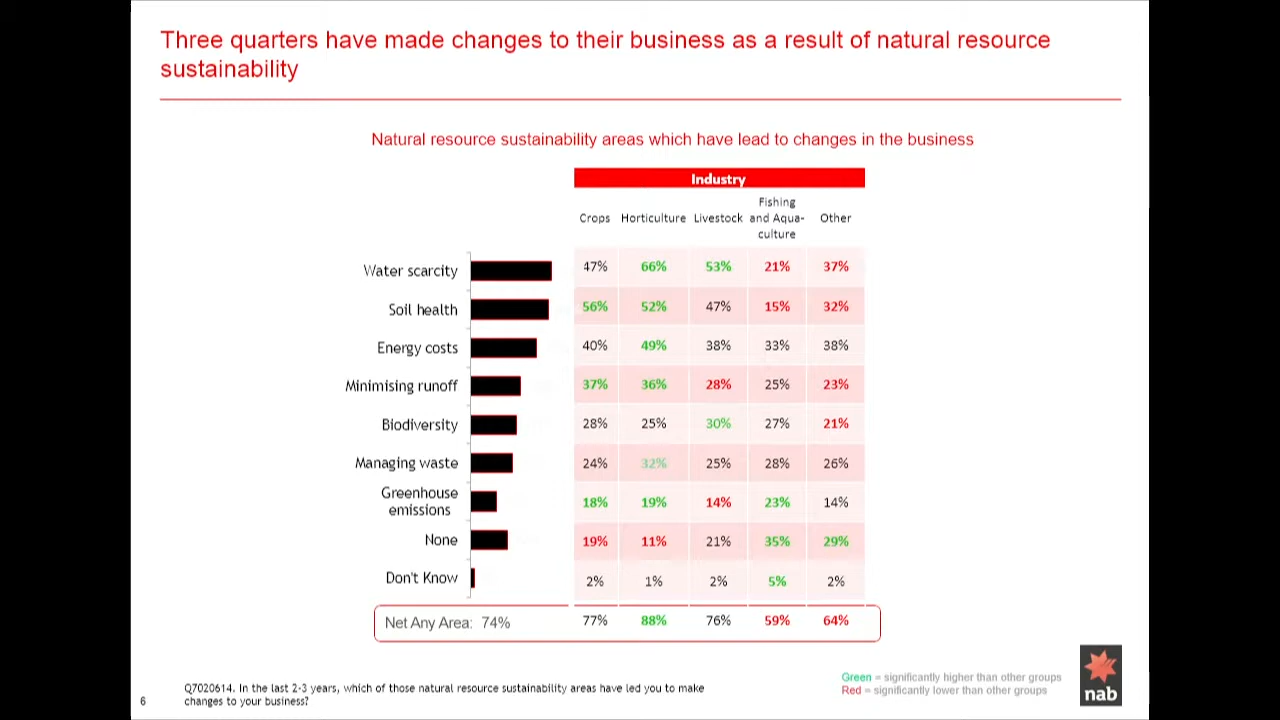 Three quarters have made changes to their business as a result of natural resource
sustainability
Natural resource sustainability areas which have lead to changes in the business
Industry
Crops Horticulture Livestock Fishing and Aqua- culture Other
Water scarcity 47% 66% 53% 21% 37%
Soil health 56% 52% 47% 15% 32%
Energy costs 40% 49% 38% 33% 38%
Minimising runoff 37% 36% 28% 25% 23%
Biodiversity 28% 25% 30% 27% 21%
Managing waste 24% 32% 25% 28% 26%
Greenhouse
emissions 18% 19% 14% 23% 14%
None 19% 11% 21% 35% 29%
Don't Know 2% 1% 2% 5% 2%
Net Any Area: 74% 77% 88% 76% 59% 64%
Green = significantly higher than other groups
Red = significantly lower than other groups
nab
6
Q7020614. In the last 2-3 years, which of those natural resource sustainability areas have led you to make
changes to your business?